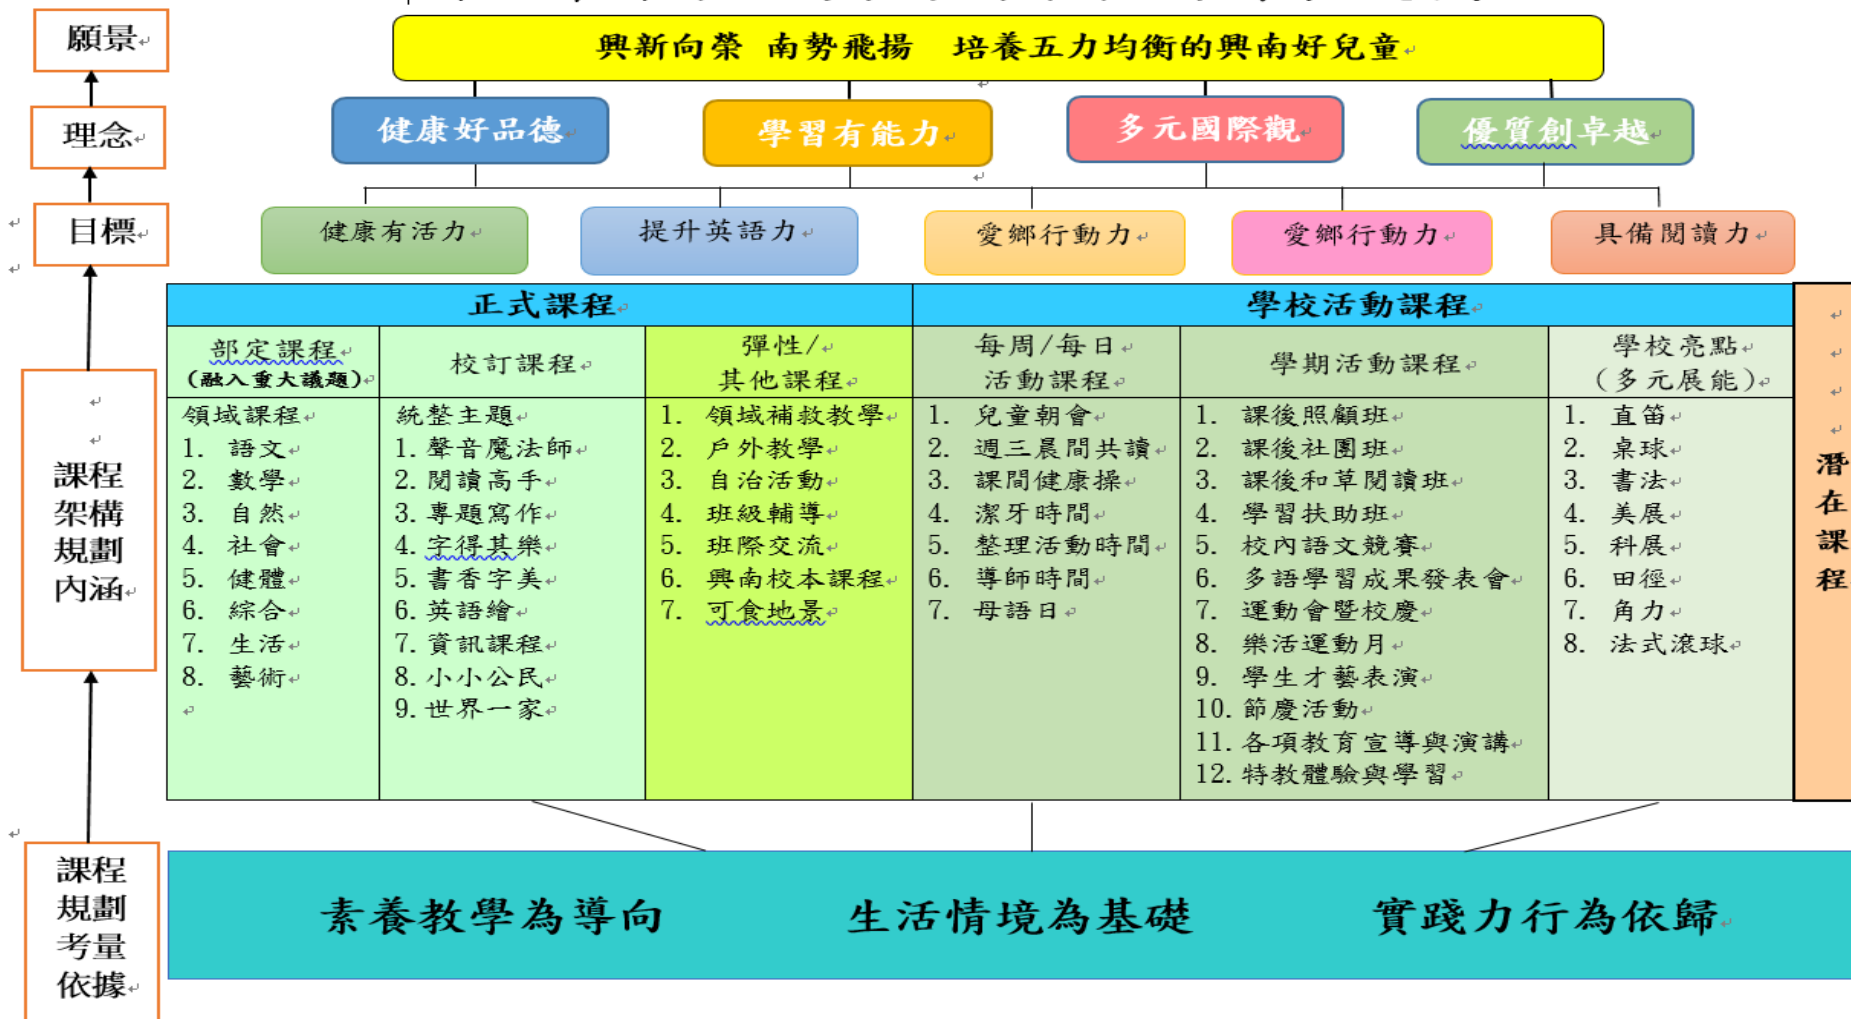 願景
興新向榮 南勢飛揚 培養五力均衡的興南好兒童
理念
健康好品德
學習有能力
多元國際觀
優質創卓越
目標
健康有活力
提升英語力
愛鄉行動力
愛鄉行動力
具備閱讀力
課程
架構
規劃
內涵
正式課程
學校活動課程
部定課程
(融入重大議題)
校訂課程
彈性/
其他課程
每周/每日
活動課程
學期活動課程
學校亮點
(多元展能)
領域課程
1. 語文
2. 數學
3. 自然
4. 社會
5. 健體
6. 綜合
7. 生活
8. 藝術
統整主題
1.聲音魔法師
2.閱讀高手
3.專題寫作
4.字得其樂
5.書香字美
6.英語繪
7.資訊課程
8.小小公民
9.世界一家
1. 領域補救教學
2. 戶外教學
3. 自治活動
4. 班級輔導
5. 班際交流
6. 興南校本課程
7. 可食地景
1. 兒童朝會
2. 週三晨間共讀
3. 課間健康操
4. 潔牙時間
5. 整理活動時間
6. 導師時間
7. 母語日
1. 課後照顧班
2. 課後社團班
3. 課後和草閱讀班
4. 學習扶助班
5. 校內語文競賽
6. 多語學習成果發表會
7. 運動會暨校慶
8. 樂活運動月
9. 學生才藝表演
10.節慶活動
11.各項教育宣導與演講
12.特教體驗與學習
1. 直笛
2. 桌球
3. 書法
4. 美展
5. 科展
6. 田徑
7. 角力
8. 法式滾球
潛
在
課
程
課程
規劃
考量
依據
素養教學為導向 生活情境為基礎 實踐力行為依歸